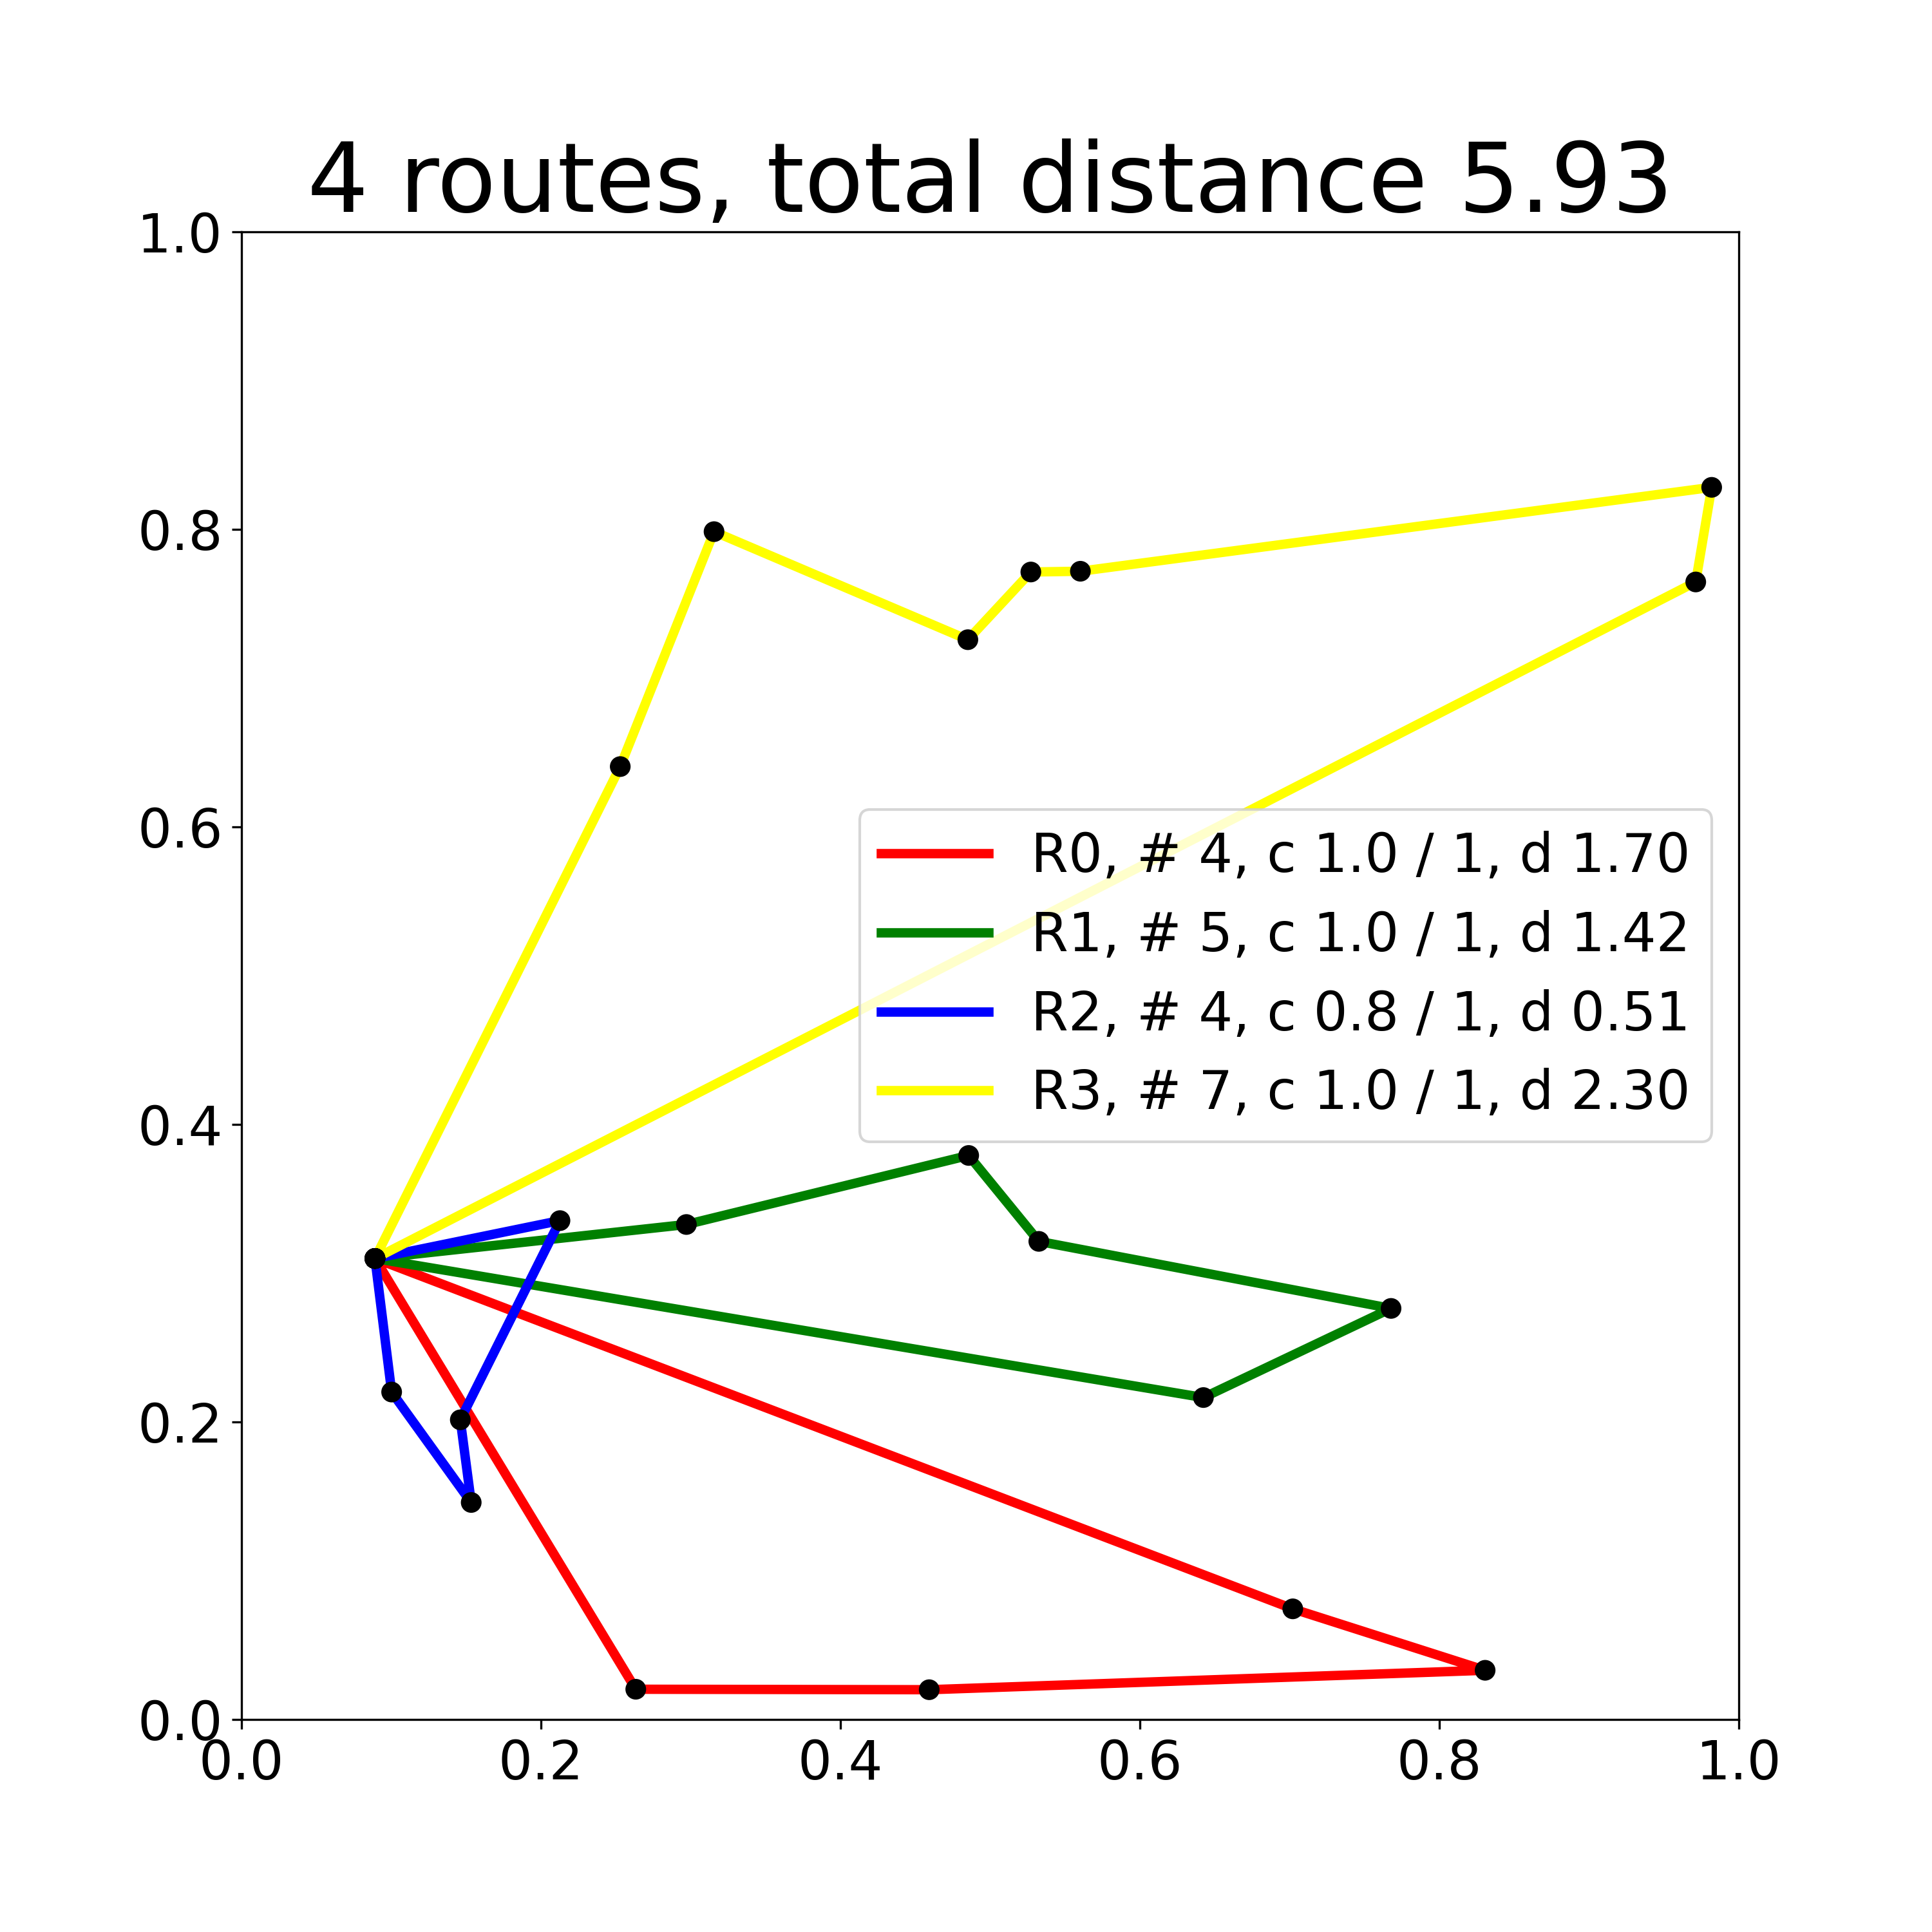 4 routes, total distance 5.93
1.0
0.8
0.6
0.4
0.2
0.0
R0, # 4, c 1.0 / 1, d 1.70
R1, # 5, c 1.0 / 1, d 1.42
R2, # 4, c 0.8 / 1, d 0.51
R3, # 7, c 1.0 / 1, d 2.30
0.0 0.2 0.4 0.6 0.8 1.0